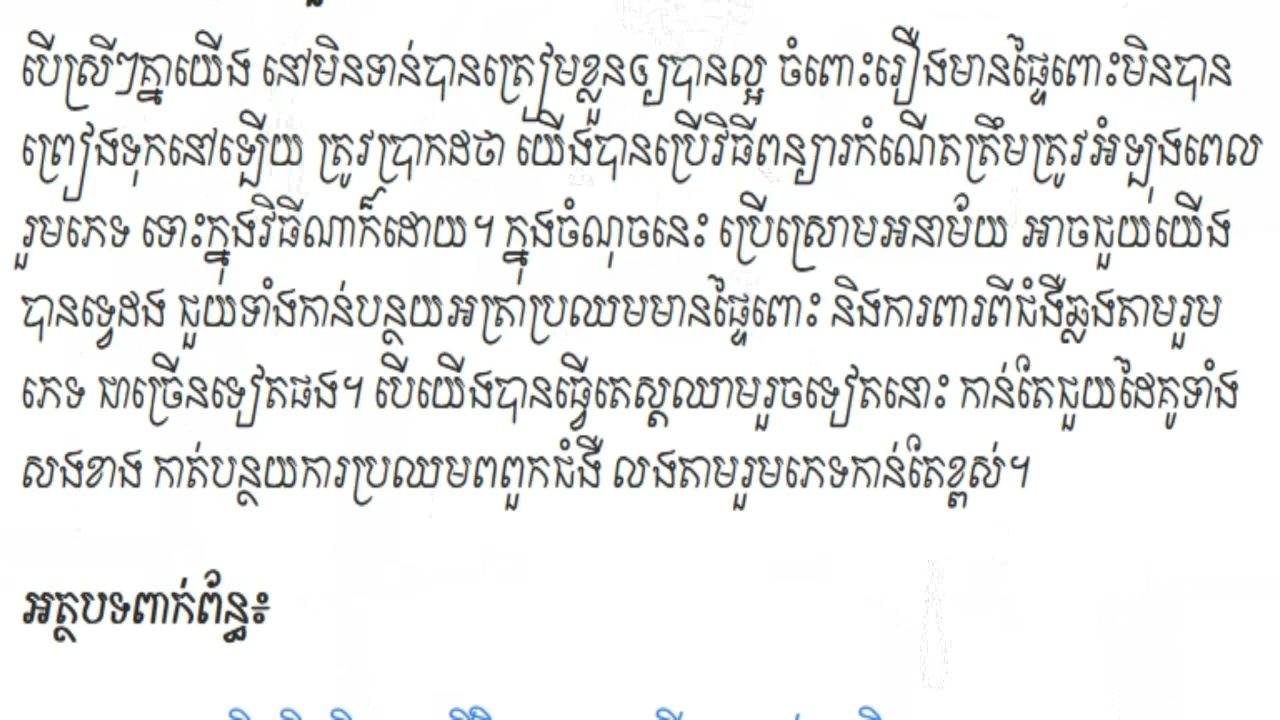 បើស្រីៗគ្នាយើង នៅមិនទាន់បានត្រៀមខ្លួនឲ្យបានល្អ ចំពោះរឿងមានផ្ទៃពោះមិនបាន
ព្រៀងទុកនៅឡើយ ត្រូវប្រាកដថា យើងបានប្រើវិធីពន្យារកំណើតត្រឹមត្រូវអំឡុងពេល
រួមភេទ ទោះក្នុងវិធីណាក៏ដោយ។ ក្នុងចំណុចនេះ ប្រើស្រោមអនាម័យ អាចជួយយើង
បានទ្វេដង ជួយទាំងកាន់បន្ថយអត្រាប្រឈមមានផ្ទៃពោះ និងការពារពីជំងឺឆ្លងតាមរួម
ភេទ ជាច្រើនទៀតផង។ បើយើងបានធ្វើតេស្តឈាមរួចទៀតនោះ កាន់តែជួយដៃគូទាំង
សងខាង កាត់បន្ថយការប្រឈមពពួកជំងឺ លងតាមរួមភេទកាន់តែខ្ពស់។
អត្ថបទពាក់ព័ន្ធ៖